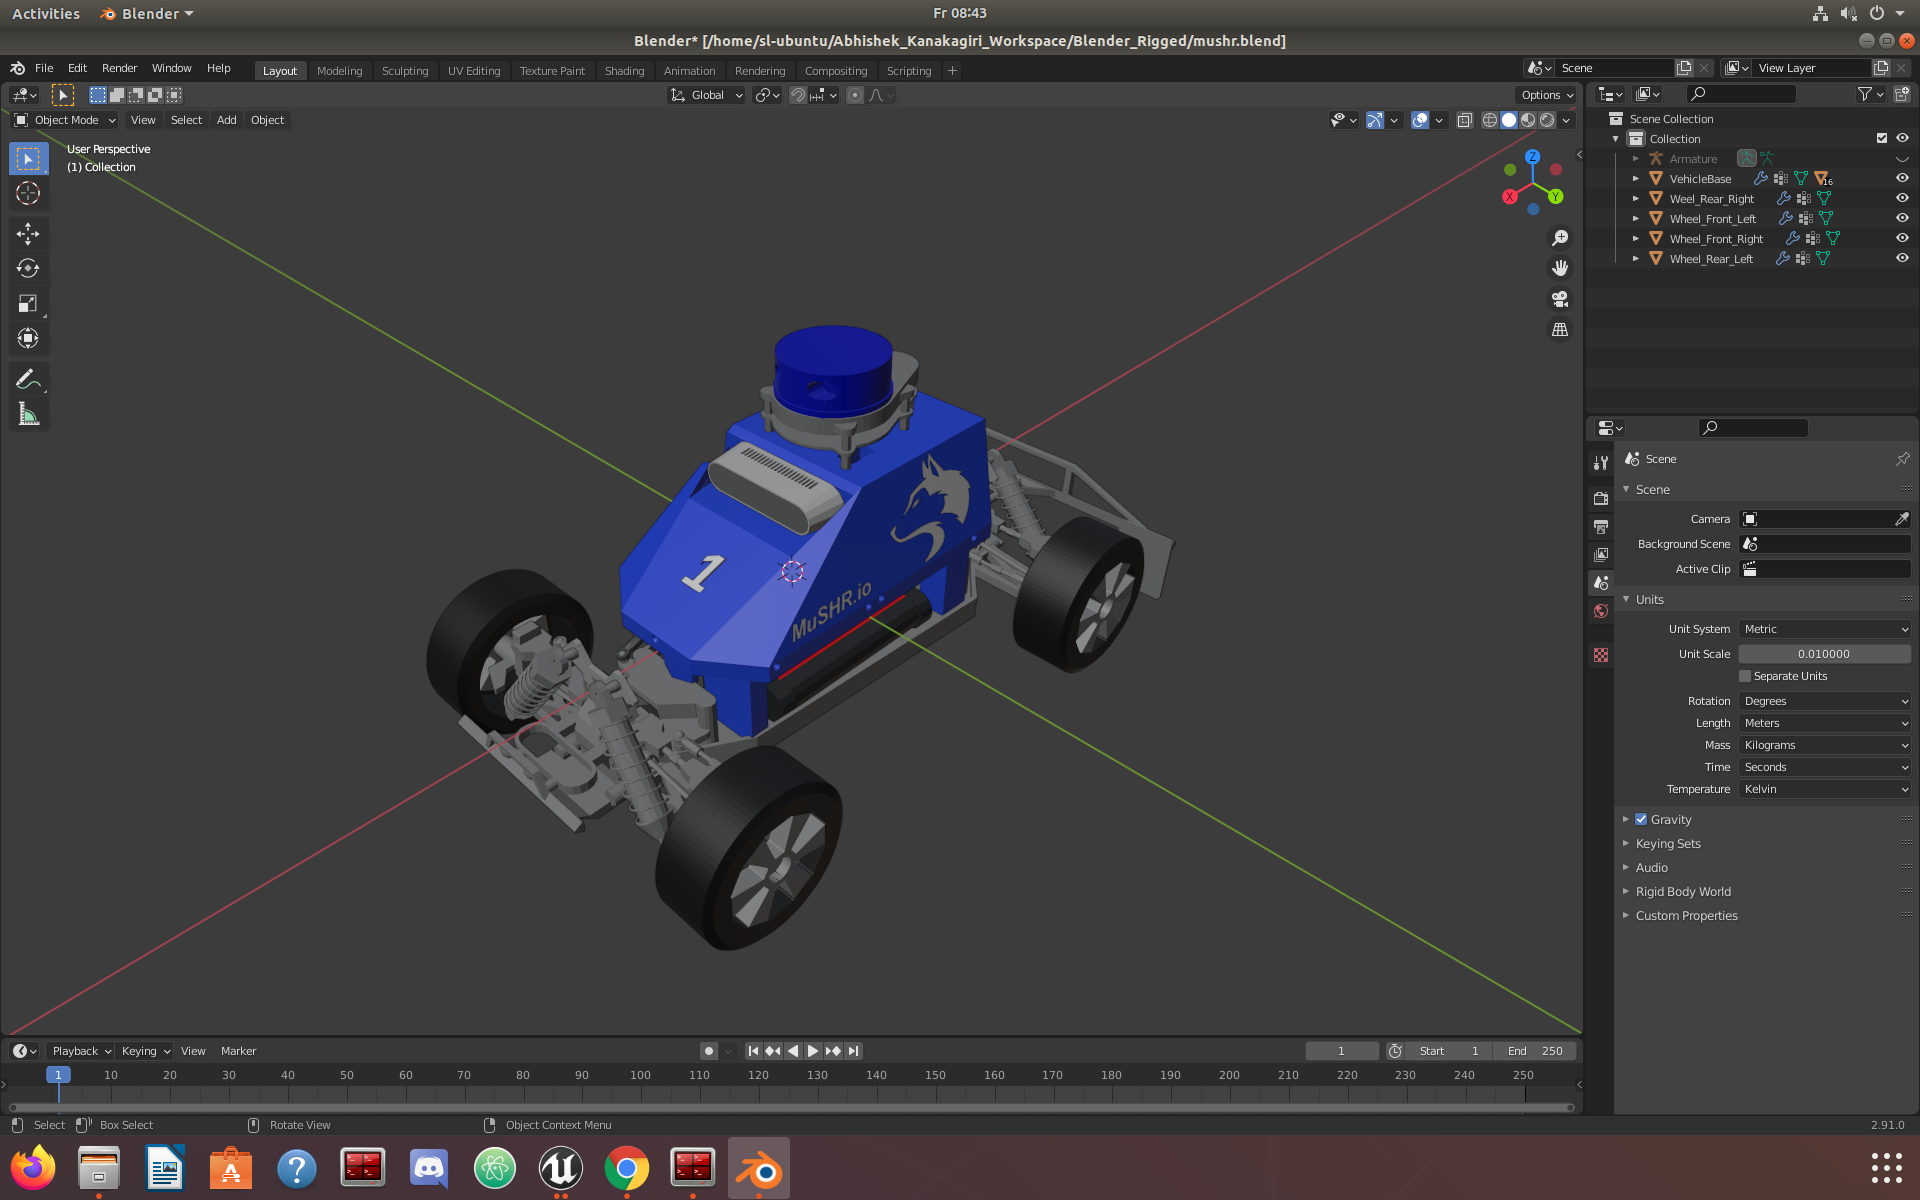 Activities Blender Fr 08:43
Blender* [/home/sl-ubuntu/Abhishek_Kanakagiri_Workspace/Blender_Rigged/mushr.blend]
File Edit Render Window Help Layout Modeling Sculpting UV Editing Texture Paint Shading Animation Rendering Compositing Scripting + Scene View Layer
Global Options
Object Mode View Select Add Object
User Perspective
(1) Collection
Z
X Y
1
MuSHR.io
Scene Collection
Collection
Armature
VehicleBase 16
Weel_Rear_Right
Wheel_Front_Left
Wheel_Front_Right
Wheel_Rear_Left
Scene
Scene
Camera
Background Scene
Active Clip
Units
Unit System Metric
Unit Scale 0.010000
Separate Units
Rotation Degrees
Length Meters
Mass Kilograms
Time Seconds
Temperature Kelvin
Gravity
Keying Sets
Audio
Rigid Body World
Custom Properties
Playback Keying View Marker 1 Start 1 End 250
1 10 20 30 40 50 60 70 80 90 100 110 120 130 140 150 160 170 180 190 200 210 220 230 240 250
Select Box Select Rotate View Object Context Menu 2.91.0